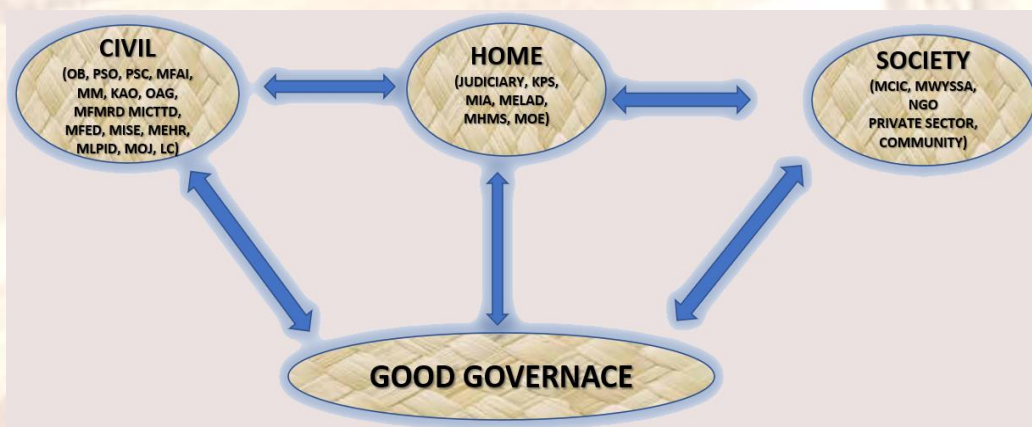 CIVIL
(OB, PSO, PSC, MFAI,
MM, KAO, OAG,
MFMRD MICTTD,
MFED, MISE, MEHR,
MLPID, MOJ, LC)
HOME
(JUDICIARY, KPS,
MIA, MELAD,
MHMS, MOE)
SOCIETY
(MCIC, MWYSSA,
NGO
PRIVATE SECTOR,
COMMUNITY)
GOOD GOVERNACE